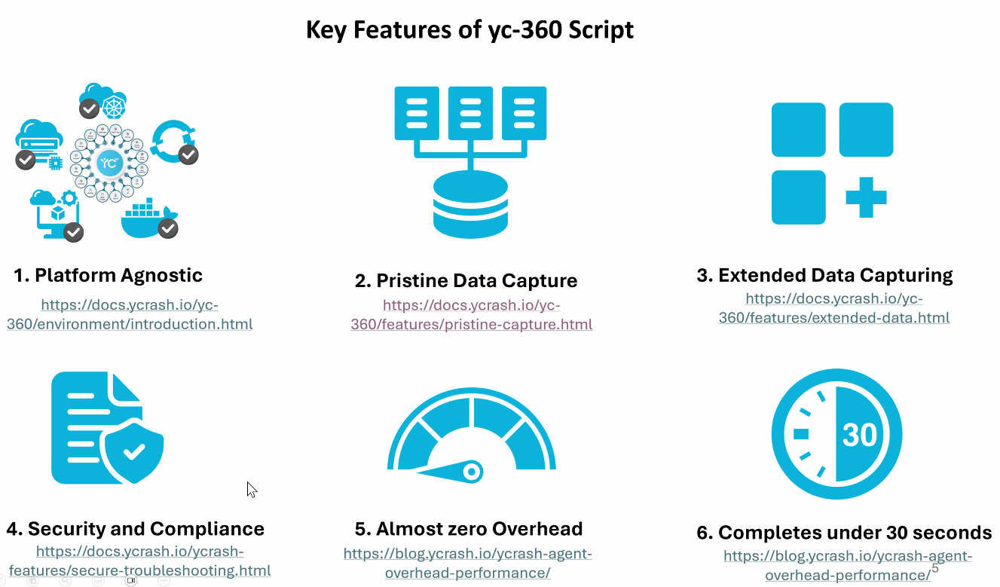 Key Features of yc-360 Script
YC
1. Platform Agnostic
https://docs.ycrash.io/yc-
360/environment/introduction.html
2. Pristine Data Capture
https://docs.ycrash.io/yc-
360/features/pristine-capture.html
3. Extended Data Capturing
https://docs.ycrash.io/yc-
360/features/extended-data.html
30
4. Security and Compliance
https://docs.ycrash.io/ycrash-
features/secure-troubleshooting.html
5. Almost zero Overhead
https://blog.ycrash.io/ycrash-agent-
overhead-performance/
6. Completes under 30 seconds
https://blog.ycrash.io/ycrash-agent-
overhead-performance/
5